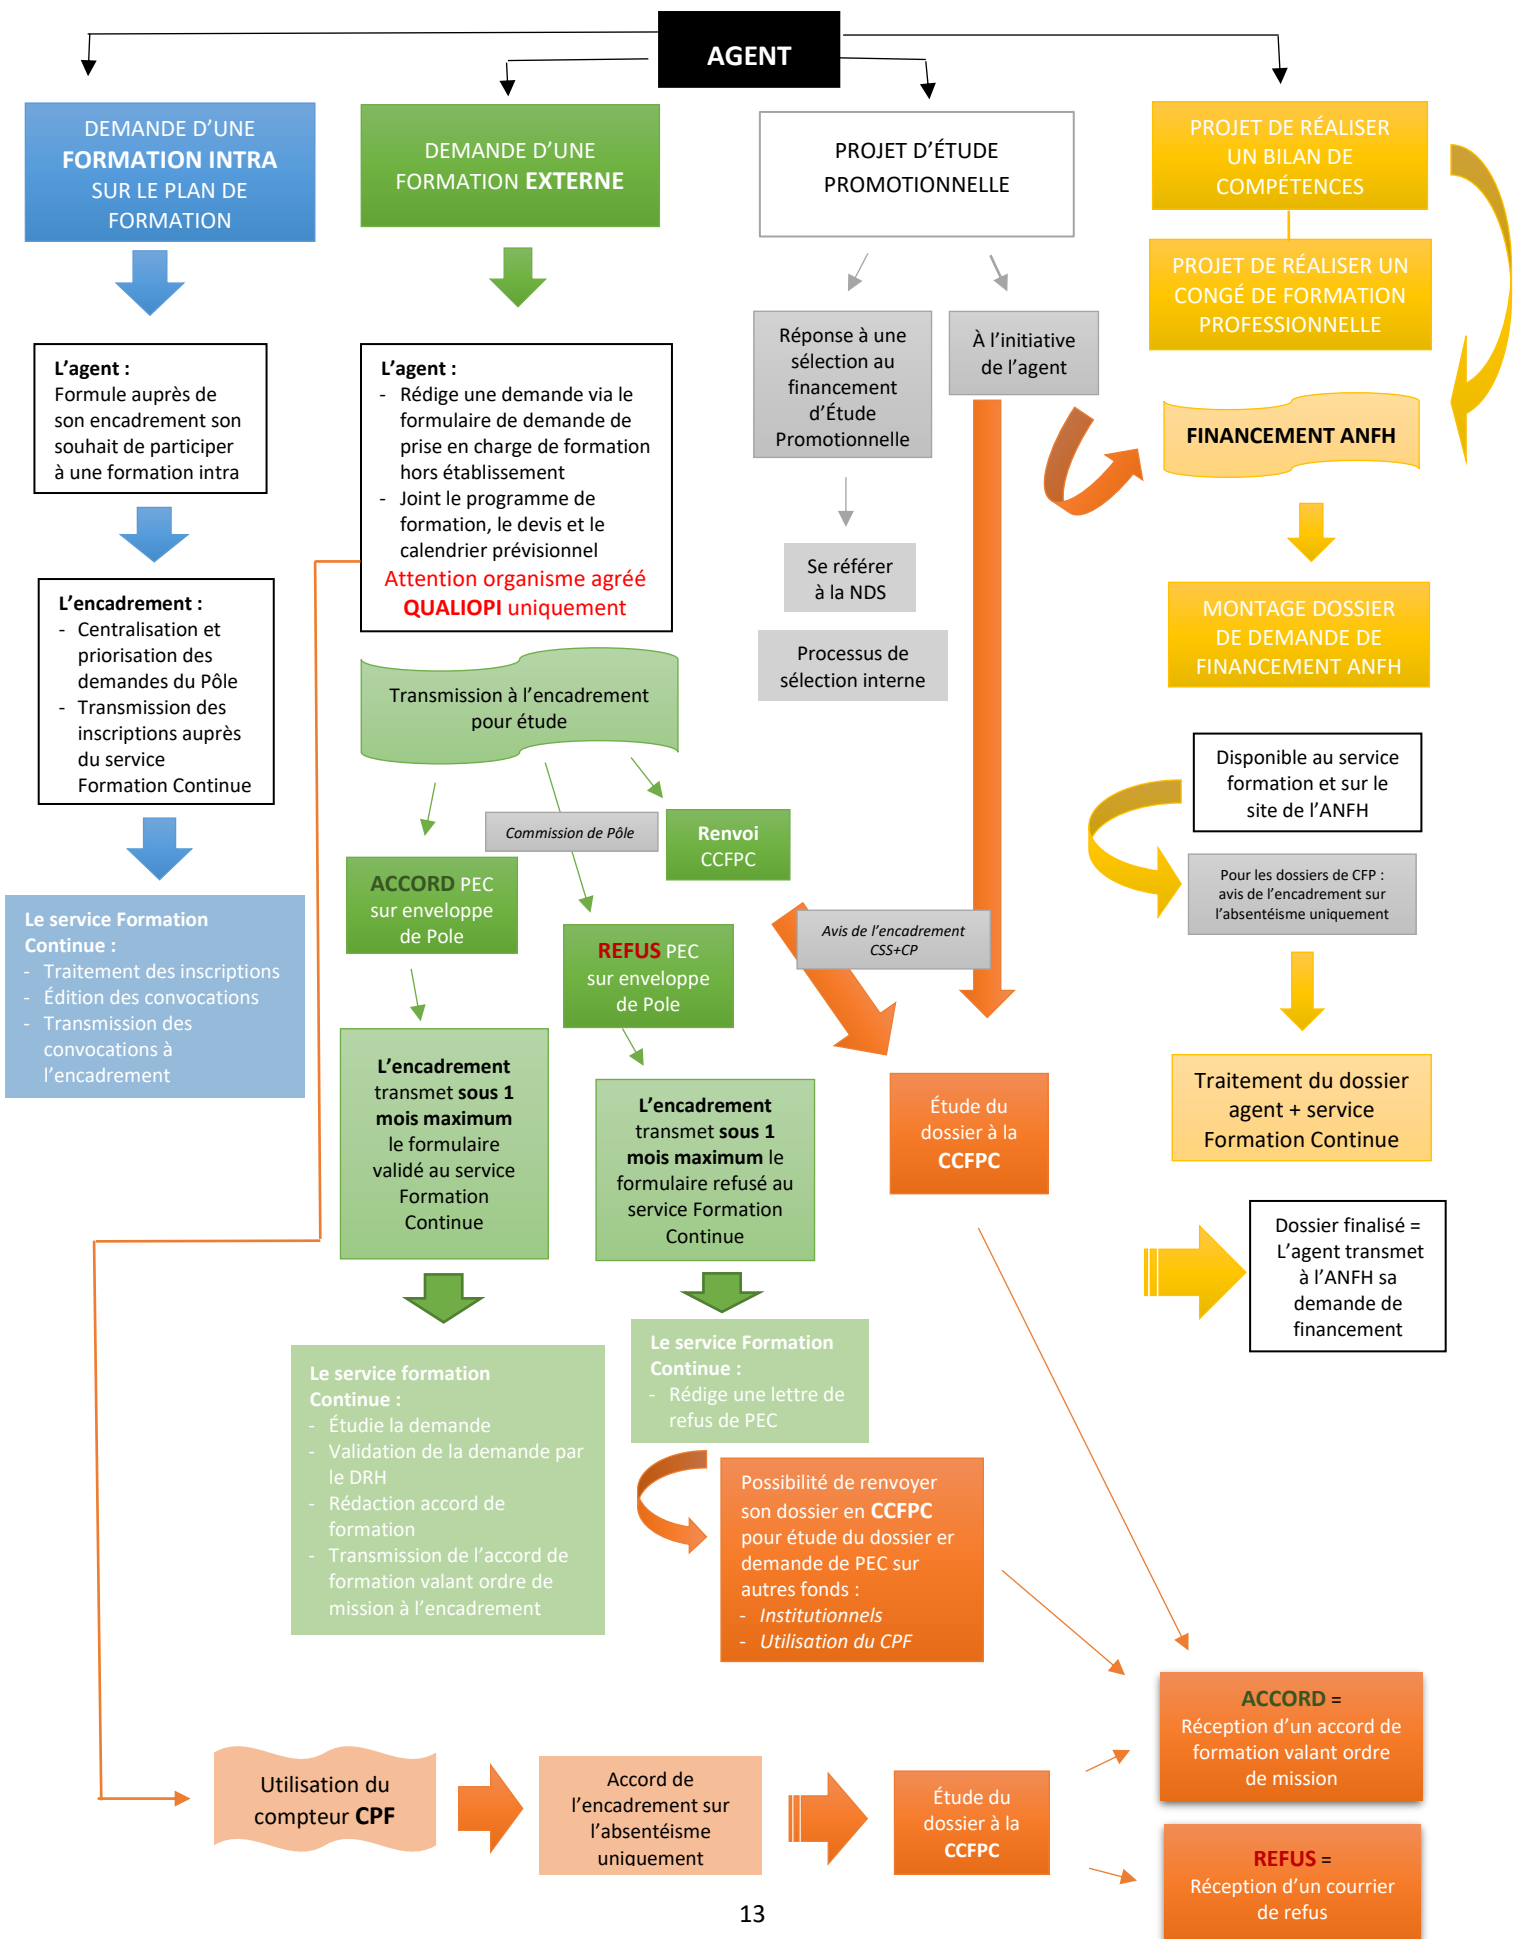 AGENT
DEMANDE D’UNE
FORMATION INTRA
SUR LE PLAN DE
FORMATION
DEMANDE D’UNE
FORMATION EXTERNE
PROJET D’ÉTUDE
PROMOTIONNELLE
PROJET DE RÉALISER
UN BILAN DE
COMPÉTENCES
PROJET DE RÉALISER UN
CONGÉ DE FORMATION
PROFESSIONNELLE
L’agent :
Formule auprès de
son encadrement son
souhait de participer
à une formation intra
L’encadrement :
- Centralisation et
priorisation des
demandes du Pôle
- Transmission des
inscriptions auprès
du service
Formation Continue
Le service Formation
Continue :
- Traitement des inscriptions
- Édition des convocations
- Transmission des
convocations à
l’encadrement
L’agent :
- Rédige une demande via le
formulaire de demande de
prise en charge de formation
hors établissement
- Joint le programme de
formation, le devis et le
calendrier prévisionnel
Attention organisme agréé
QUALIOPI uniquement
Transmission à l’encadrement
pour étude
Commission de Pôle
Renvoi
CCFPC
ACCORD PEC
sur enveloppe
de Pole
REFUS PEC
sur enveloppe
de Pole
L’encadrement
transmet sous 1
mois maximum
le formulaire
validé au service
Formation
Continue
L’encadrement
transmet sous 1
mois maximum le
formulaire refusé au
service Formation
Continue
Le service formation
Continue :
- Étudie la demande
- Validation de la demande par
le DRH
- Rédaction accord de
formation
- Transmission de l’accord de
formation valant ordre de
mission à l’encadrement
Le service Formation
Continue :
- Rédige une lettre de
refus de PEC
Possibilité de renvoyer
son dossier en CCFPC
pour étude du dossier er
demande de PEC sur
autres fonds :
- Institutionnels
- Utilisation du CPF
Réponse à une
sélection au
financement
d’Étude
Promotionnelle
À l’initiative
de l’agent
Se référer
à la NDS
Processus de
sélection interne
Avis de l’encadrement
CSS+CP
Étude du
dossier à la
CCFPC
FINANCEMENT ANFH
MONTAGE DOSSIER
DE DEMANDE DE
FINANCEMENT ANFH
Disponible au service
formation et sur le
site de l’ANFH
Pour les dossiers de CFP :
avis de l’encadrement sur
l’absentéisme uniquement
Traitement du dossier
agent + service
Formation Continue
Dossier finalisé =
L’agent transmet
à l’ANFH sa
demande de
financement
Utilisation du
compteur CPF
Accord de
l’encadrement sur
l’absentéisme
uniquement
Étude du
dossier à la
CCFPC
ACCORD =
Réception d’un accord de
formation valant ordre
de mission
REFUS =
Réception d’un courrier
de refus
13